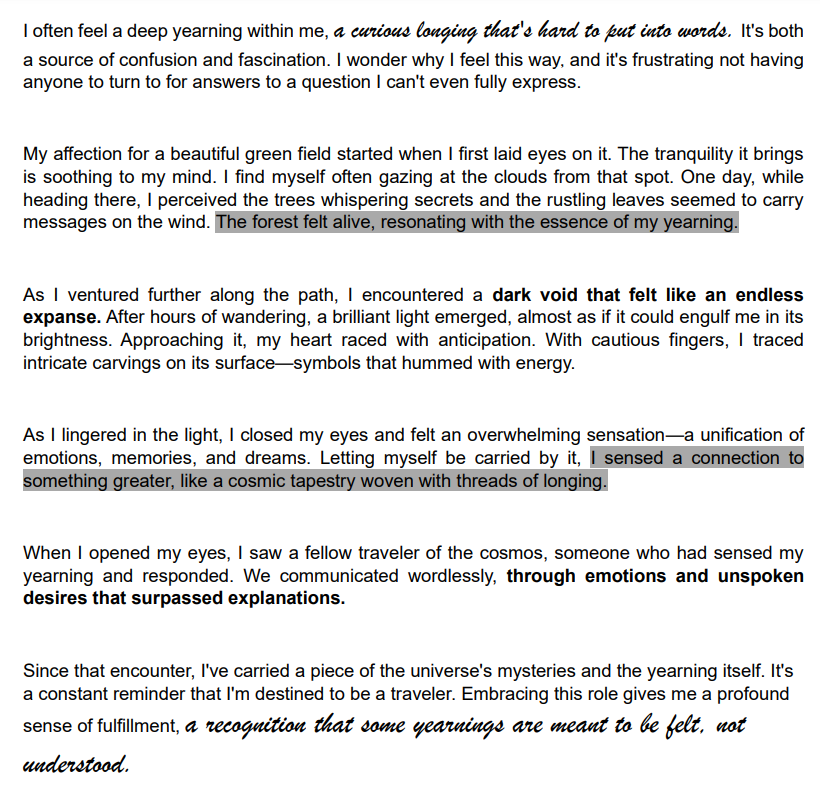 I often feel a deep yearning within me, a curious longing that's hard to put into words. It's both
a source of confusion and fascination. I wonder why I feel this way, and it's frustrating not having
anyone to turn to for answers to a question I can't even fully express.
My affection for a beautiful green field started when I first laid eyes on it. The tranquility it brings
is soothing to my mind. I find myself often gazing at the clouds from that spot. One day, while
heading there, I perceived the trees whispering secrets and the rustling leaves seemed to carry
messages on the wind. The forest felt alive, resonating with the essence of my yearning.
As I ventured further along the path, I encountered a dark void that felt like an endless
expanse. After hours of wandering, a brilliant light emerged, almost as if it could engulf me in its
brightness. Approaching it, my heart raced with anticipation. With cautious fingers, I traced
intricate carvings on its surface—symbols that hummed with energy.
As I lingered in the light, I closed my eyes and felt an overwhelming sensation—a unification of
emotions, memories, and dreams. Letting myself be carried by it, I sensed a connection to
something greater, like a cosmic tapestry woven with threads of longing.
When I opened my eyes, I saw a fellow traveler of the cosmos, someone who had sensed my
yearning and responded. We communicated wordlessly, through emotions and unspoken
desires that surpassed explanations.
Since that encounter, I've carried a piece of the universe's mysteries and the yearning itself. It's
a constant reminder that I'm destined to be a traveler. Embracing this role gives me a profound
sense of fulfillment, a recognition that some yearnings are meant to be felt, not
understood.